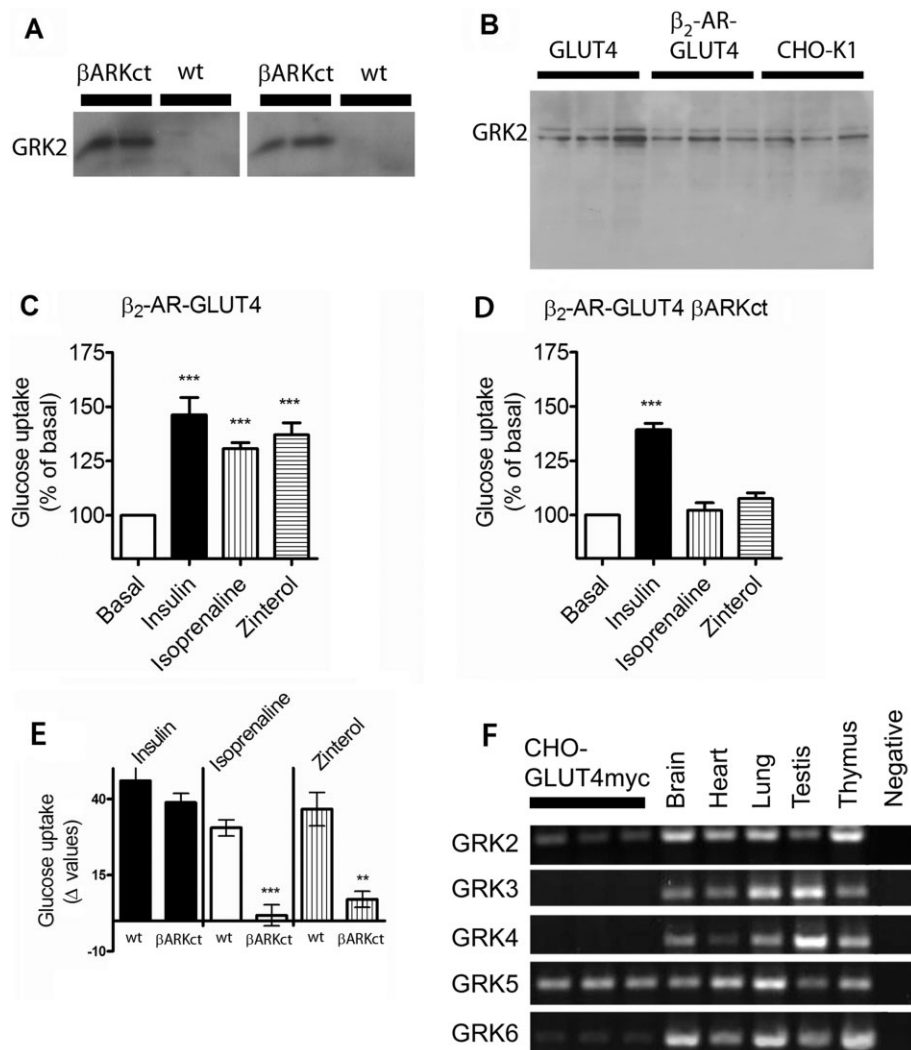 A
βARKct
wt
βARKct
wt
GRK2
B
GLUT4
β2-AR-
GLUT4
CHO-K1
GRK2
C
β2-AR-GLUT4
Glucose uptake
(% of basal)
175
150
125
100
***
***
***
Basal
Insulin
Isoprenaline
Zinterol
D
β2-AR-GLUT4 βARKct
Glucose uptake
(% of basal)
175
150
125
100
***
Basal
Insulin
Isoprenaline
Zinterol
E
Insulin
Isoprenaline
Zinterol
Glucose uptake
(Δ values)
40
15
-10
***
**
wt
βARKct
wt
βARKct
wt
βARKct
F
CHO-
GLUT4myc
Brain
Heart
Lung
Testis
Thymus
Negative
GRK2
GRK3
GRK4
GRK5
GRK6